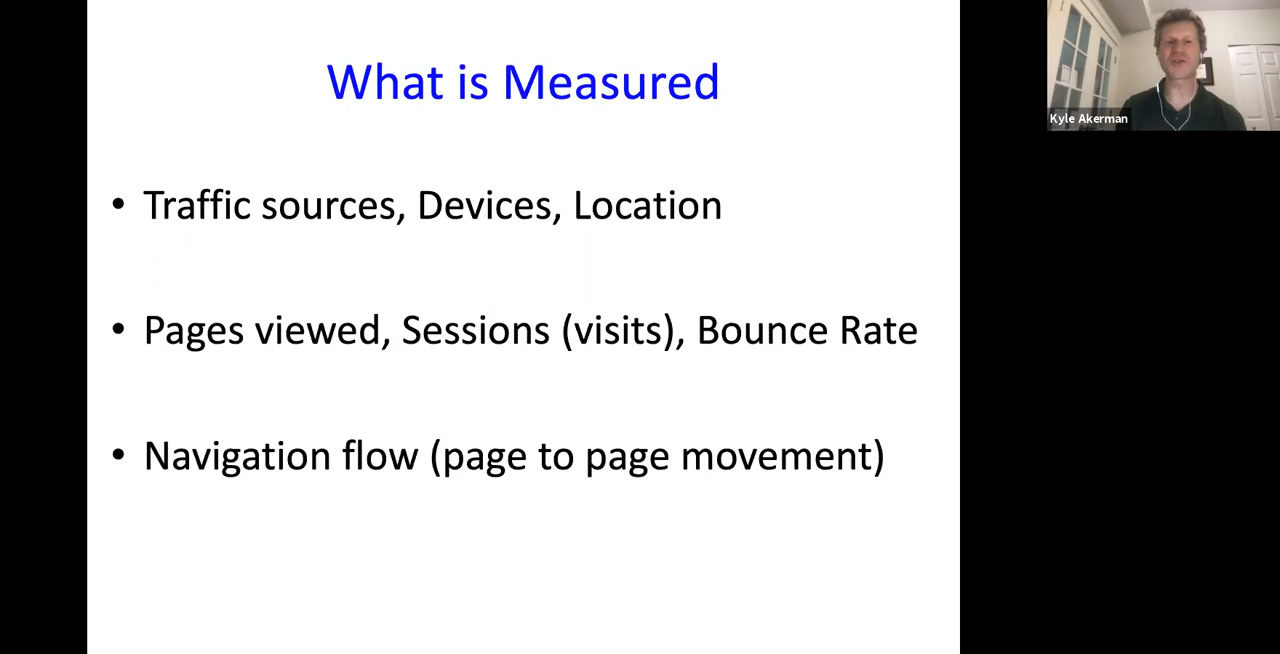 What is Measured
• Traffic sources, Devices, Location
• Pages viewed, Sessions (visits), Bounce Rate
• Navigation flow (page to page movement)
Kyle Akerman